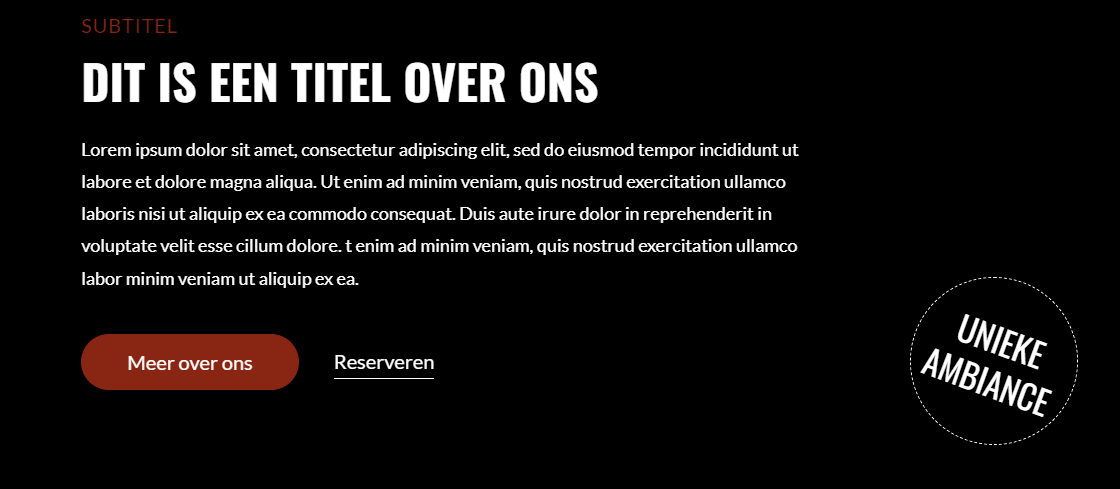 SUBTITEL
DIT IS EEN TITEL OVER ONS
Lorem ipsum dolor sit amet, consectetur adipiscing elit, sed do eiusmod tempor incididunt ut
labore et dolore magna aliqua. Ut enim ad minim veniam, quis nostrud exercitation ullamco
laboris nisi ut aliquip ex ea commodo consequat. Duis aute irure dolor in reprehenderit in
voluptate velit esse cillum dolore. t enim ad minim veniam, quis nostrud exercitation ullamco
labor minim veniam ut aliquip ex ea.
Meer over ons
Reserveren
UNIEKE
AMBIANCE